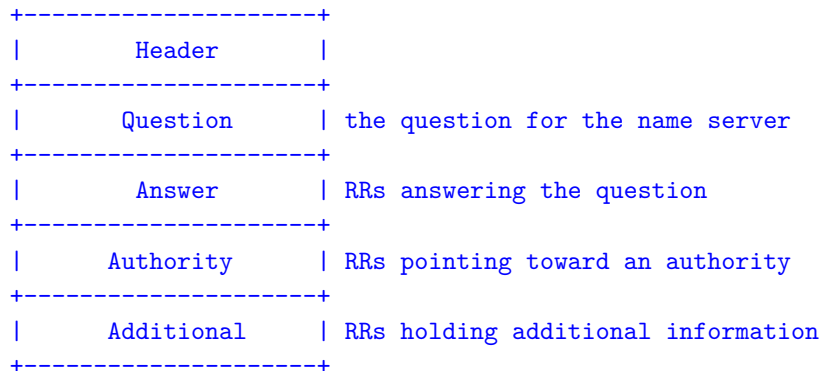 +---------------------+
|        Header       |
+---------------------+
|       Question      | the question for the name server
+---------------------+
|        Answer       | RRs answering the question
+---------------------+
|      Authority      | RRs pointing toward an authority
+---------------------+
|      Additional     | RRs holding additional information
+---------------------+